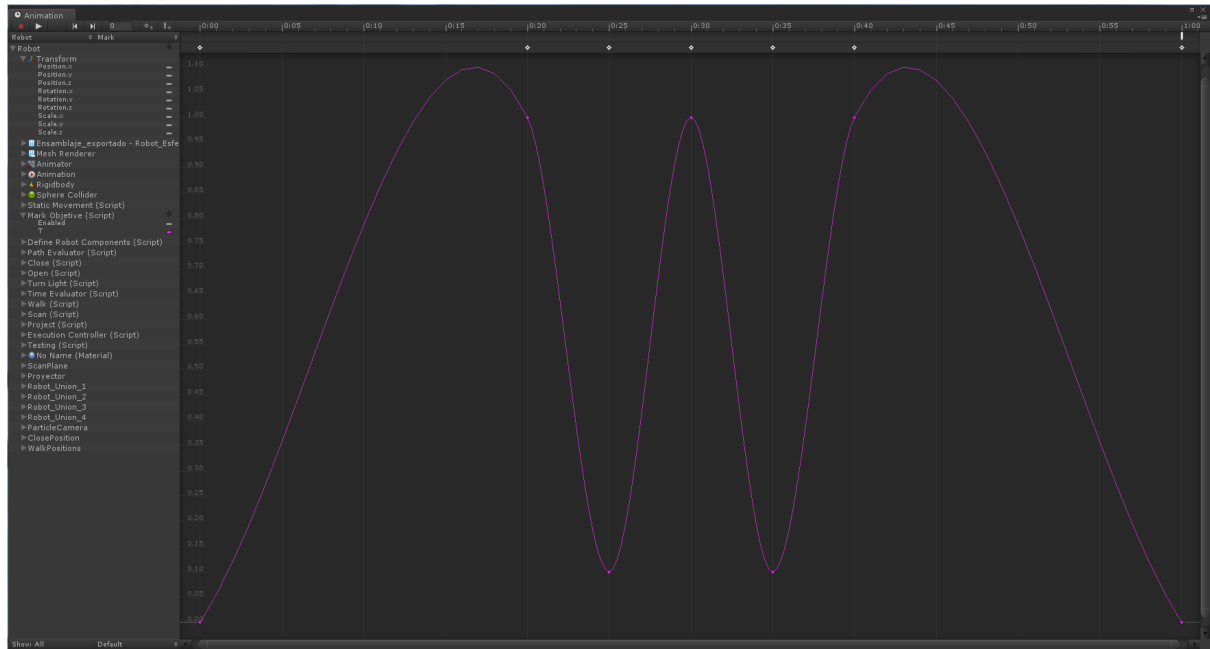 Animation
0
0:00 0:05 0:10 0:15 0:20 0:25 0:30 0:35 0:40 0:45 0:50 0:55 1:00
Robot Mark
Robot
Transform
Position.x
Position.y
Position.z
Rotation.x
Rotation.y
Rotation.z
Scale.x
Scale.y
Scale.z
Ensamblaje_exportado - Robot_Esfe
Mesh Renderer
Animator
Animation
Rigidbody
Sphere Collider
Static Movement (Script)
Mark Objetive (Script)
Enabled
T
Define Robot Components (Script)
Path Evaluator (Script)
Close (Script)
Open (Script)
Turn Light (Script)
Time Evaluator (Script)
Walk (Script)
Scan (Script)
Project (Script)
Execution Controller (Script)
Testing (Script)
No Name (Material)
ScanPlane
Proyector
Robot_Union_1
Robot_Union_2
Robot_Union_3
Robot_Union_4
ParticleCamera
ClosePosition
WalkPositions
1.10
1.00
0.95
0.90
0.85
0.80
0.75
0.70
0.65
0.60
0.55
0.50
0.45
0.40
0.35
0.30
0.25
0.20
0.15
0.10
0.05
0.00
Show: All Default